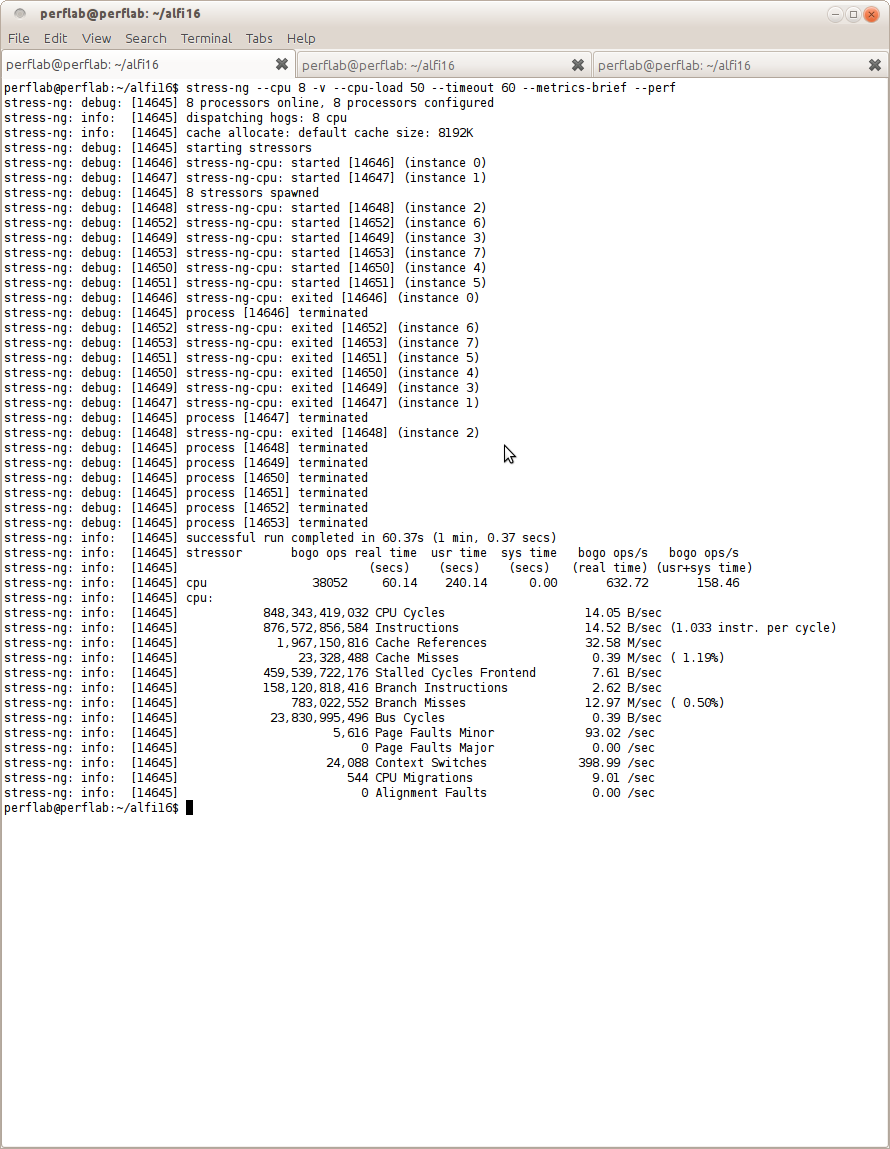 perflab@perflab: ~/alfi16
File Edit View Search Terminal Tabs Help
perflab@perflab: ~/alfi16 perflab@perflab: ~/alfi16 perflab@perflab: ~/alfi16
perflab@perflab:~/alfi16$ stress-ng --cpu 8 -v --cpu-load 50 --timeout 60 --metrics-brief --perf
stress-ng: debug: [14645] 8 processors online, 8 processors configured
stress-ng: info:  [14645] dispatching hogs: 8 cpu
stress-ng: info:  [14645] cache allocate: default cache size: 8192K
stress-ng: debug: [14645] starting stressors
stress-ng: debug: [14646] stress-ng-cpu: started [14646] (instance 0)
stress-ng: debug: [14647] stress-ng-cpu: started [14647] (instance 1)
stress-ng: debug: [14645] 8 stressors spawned
stress-ng: debug: [14648] stress-ng-cpu: started [14648] (instance 2)
stress-ng: debug: [14652] stress-ng-cpu: started [14652] (instance 6)
stress-ng: debug: [14649] stress-ng-cpu: started [14649] (instance 3)
stress-ng: debug: [14653] stress-ng-cpu: started [14653] (instance 7)
stress-ng: debug: [14650] stress-ng-cpu: started [14650] (instance 4)
stress-ng: debug: [14651] stress-ng-cpu: started [14651] (instance 5)
stress-ng: debug: [14646] stress-ng-cpu: exited [14646] (instance 0)
stress-ng: debug: [14645] process [14646] terminated
stress-ng: debug: [14652] stress-ng-cpu: exited [14652] (instance 6)
stress-ng: debug: [14653] stress-ng-cpu: exited [14653] (instance 7)
stress-ng: debug: [14651] stress-ng-cpu: exited [14651] (instance 5)
stress-ng: debug: [14650] stress-ng-cpu: exited [14650] (instance 4)
stress-ng: debug: [14649] stress-ng-cpu: exited [14649] (instance 3)
stress-ng: debug: [14647] stress-ng-cpu: exited [14647] (instance 1)
stress-ng: debug: [14645] process [14647] terminated
stress-ng: debug: [14648] stress-ng-cpu: exited [14648] (instance 2)
stress-ng: debug: [14645] process [14648] terminated
stress-ng: debug: [14645] process [14649] terminated
stress-ng: debug: [14645] process [14650] terminated
stress-ng: debug: [14645] process [14651] terminated
stress-ng: debug: [14645] process [14652] terminated
stress-ng: debug: [14645] process [14653] terminated
stress-ng: info:  [14645] successful run completed in 60.37s (1 min, 0.37 secs)
stress-ng: info:  [14645] stressor       bogo ops real time  usr time  sys time   bogo ops/s   bogo ops/s
stress-ng: info:  [14645]                           (secs)    (secs)    (secs)   (real time) (usr+sys time)
stress-ng: info:  [14645] cpu               38052     60.14    240.14      0.00       632.72       158.46
stress-ng: info:  [14645] cpu:
stress-ng: info:  [14645]            848,343,419,032 CPU Cycles                    14.05 B/sec
stress-ng: info:  [14645]            876,572,856,584 Instructions                  14.52 B/sec (1.033 instr. per cycle)
stress-ng: info:  [14645]              1,967,150,816 Cache References              32.58 M/sec
stress-ng: info:  [14645]                 23,328,488 Cache Misses                   0.39 M/sec ( 1.19%)
stress-ng: info:  [14645]            459,539,722,176 Stalled Cycles Frontend        7.61 B/sec
stress-ng: info:  [14645]            158,120,818,416 Branch Instructions            2.62 B/sec
stress-ng: info:  [14645]                783,022,552 Branch Misses                 12.97 M/sec ( 0.50%)
stress-ng: info:  [14645]             23,830,995,496 Bus Cycles                     0.39 B/sec
stress-ng: info:  [14645]                      5,616 Page Faults Minor             93.02 /sec
stress-ng: info:  [14645]                          0 Page Faults Major              0.00 /sec
stress-ng: info:  [14645]                     24,088 Context Switches             398.99 /sec
stress-ng: info:  [14645]                        544 CPU Migrations                 9.01 /sec
stress-ng: info:  [14645]                          0 Alignment Faults               0.00 /sec
perflab@perflab:~/alfi16$